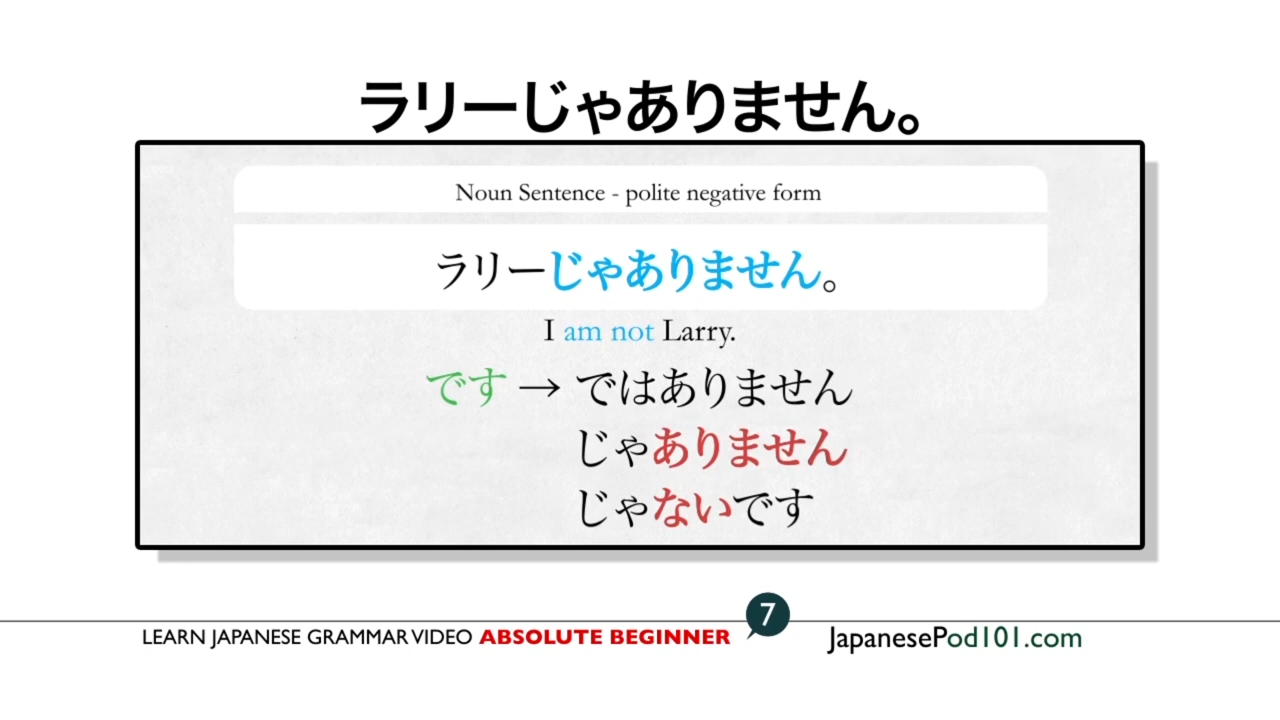 ラリーじゃありません。
Noun Sentence - polite negative form
ラリーじゃありません。
I am not Larry.
です → ではありません
じゃありません
じゃないです
7
LEARN JAPANESE GRAMMAR VIDEO ABSOLUTE BEGINNER
JapanesePod101.com